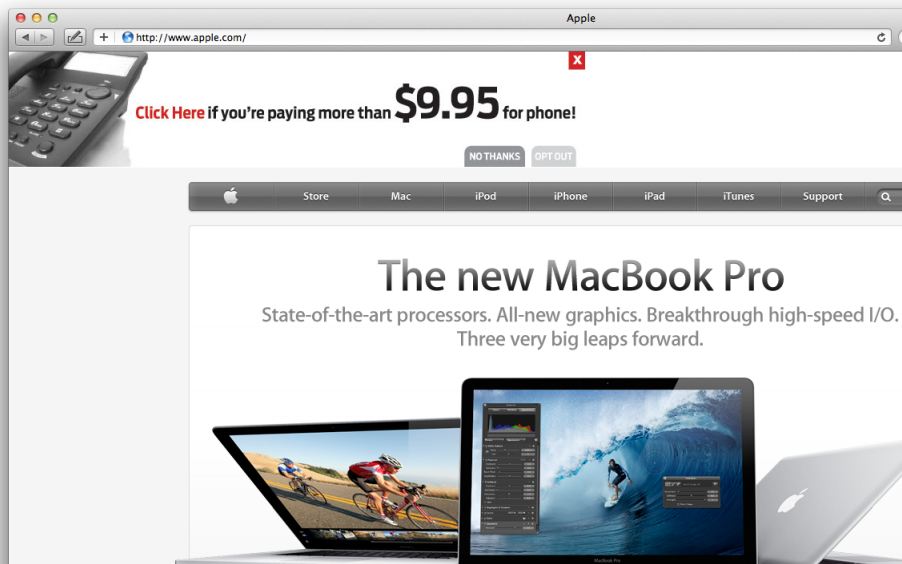 Apple
http://www.apple.com/
X
Click Here if you're paying more than $9.95 for phone!
NO THANKS OPT OUT
Store Mac iPod iPhone iPad iTunes Support
The new MacBook Pro
State-of-the-art processors. All-new graphics. Breakthrough high-speed I/O.
Three very big leaps forward.
MacBook Pro